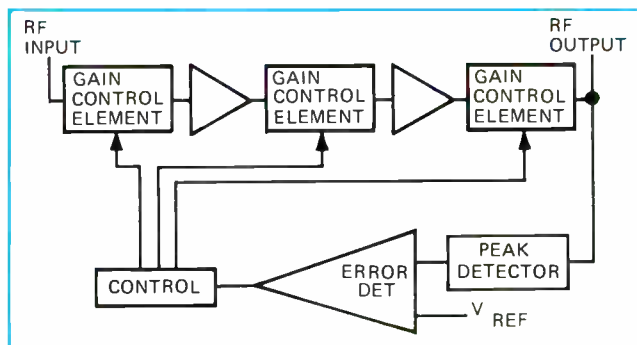 RF
INPUT
RF
OUTPUT
GAIN
CONTROL
ELEMENT
GAIN
CONTROL
ELEMENT
GAIN
CONTROL
ELEMENT
CONTROL
ERROR
DET
PEAK
DETECTOR
V REF